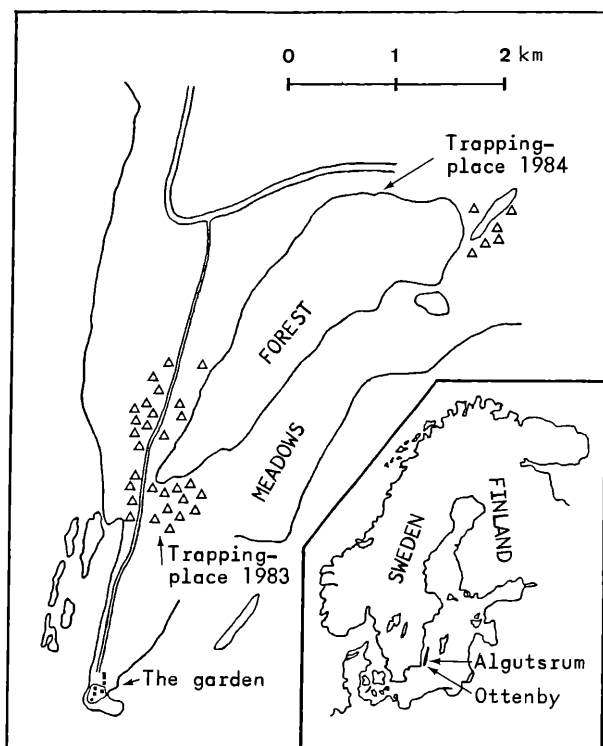 0 1 2 km
Trapping-
place 1984
FOREST
MEADOWS
Trapping-
place 1983
The garden
SWEDEN
FINLAND
Algutsrum
Ottenby